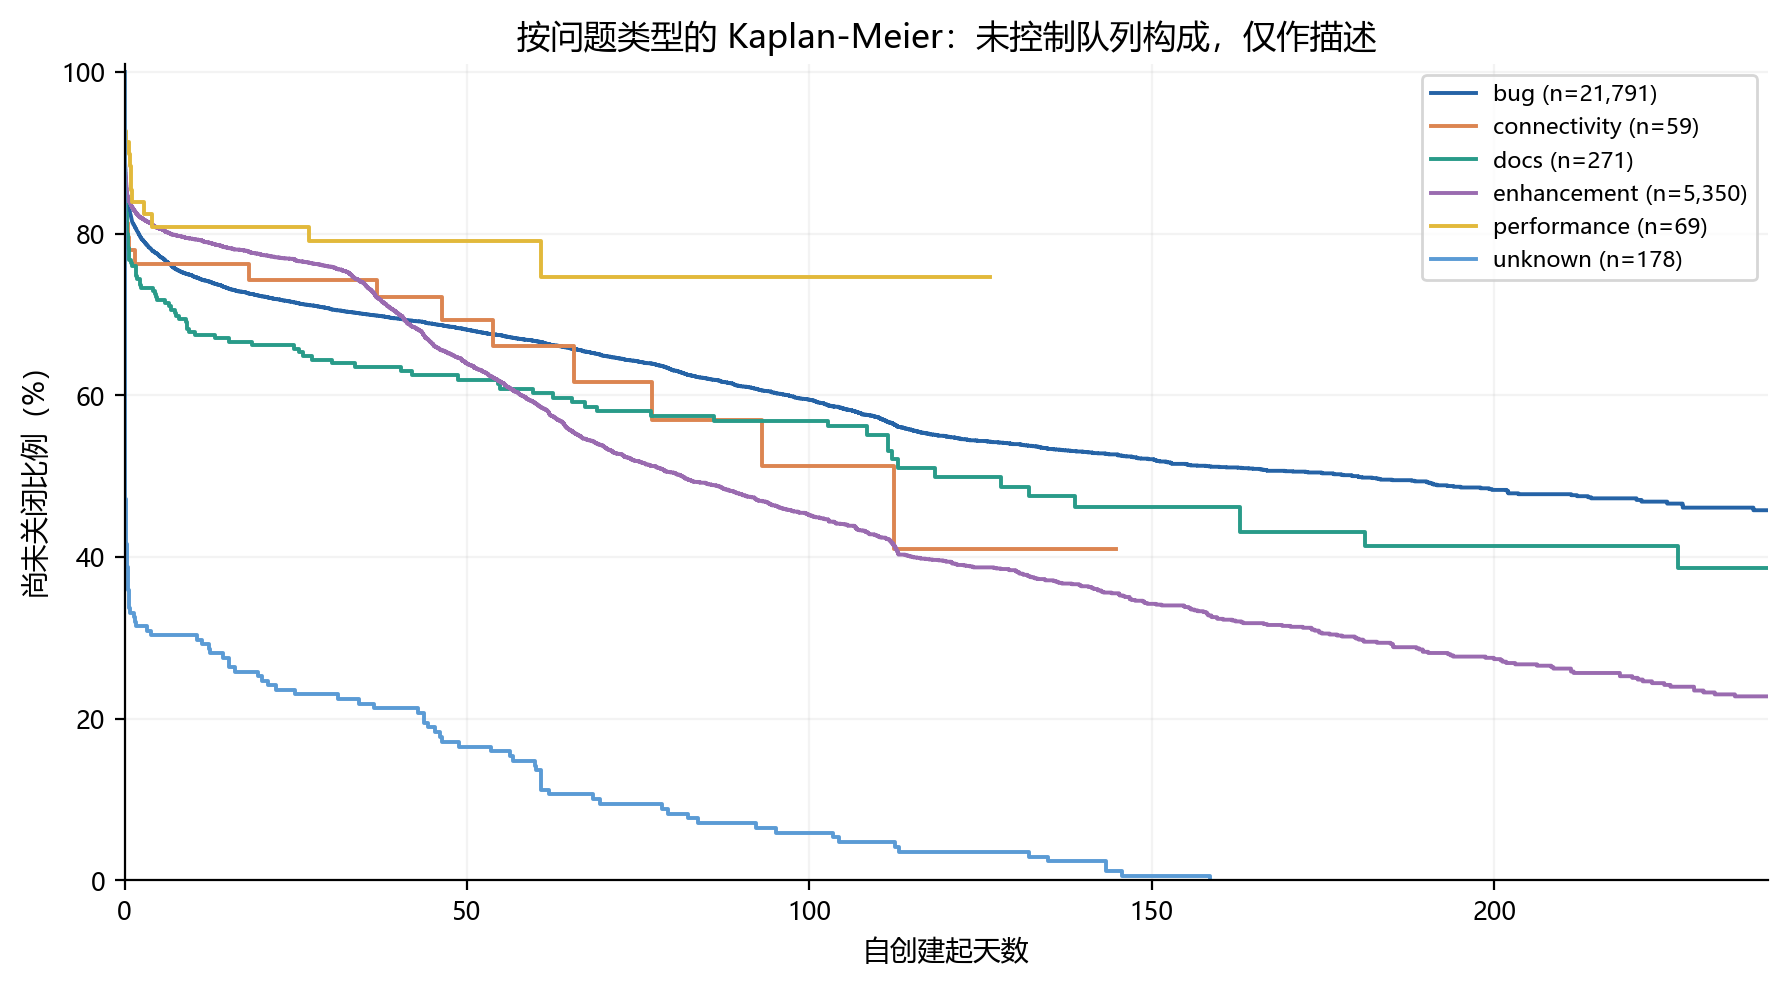 按问题类型的 Kaplan-Meier：未控制队列构成，仅作描述
尚未关闭比例（%）
100
80
60
40
20
0
bug (n=21,791)
connectivity (n=59)
docs (n=271)
enhancement (n=5,350)
performance (n=69)
unknown (n=178)
0
50
100
150
200
自创建起天数